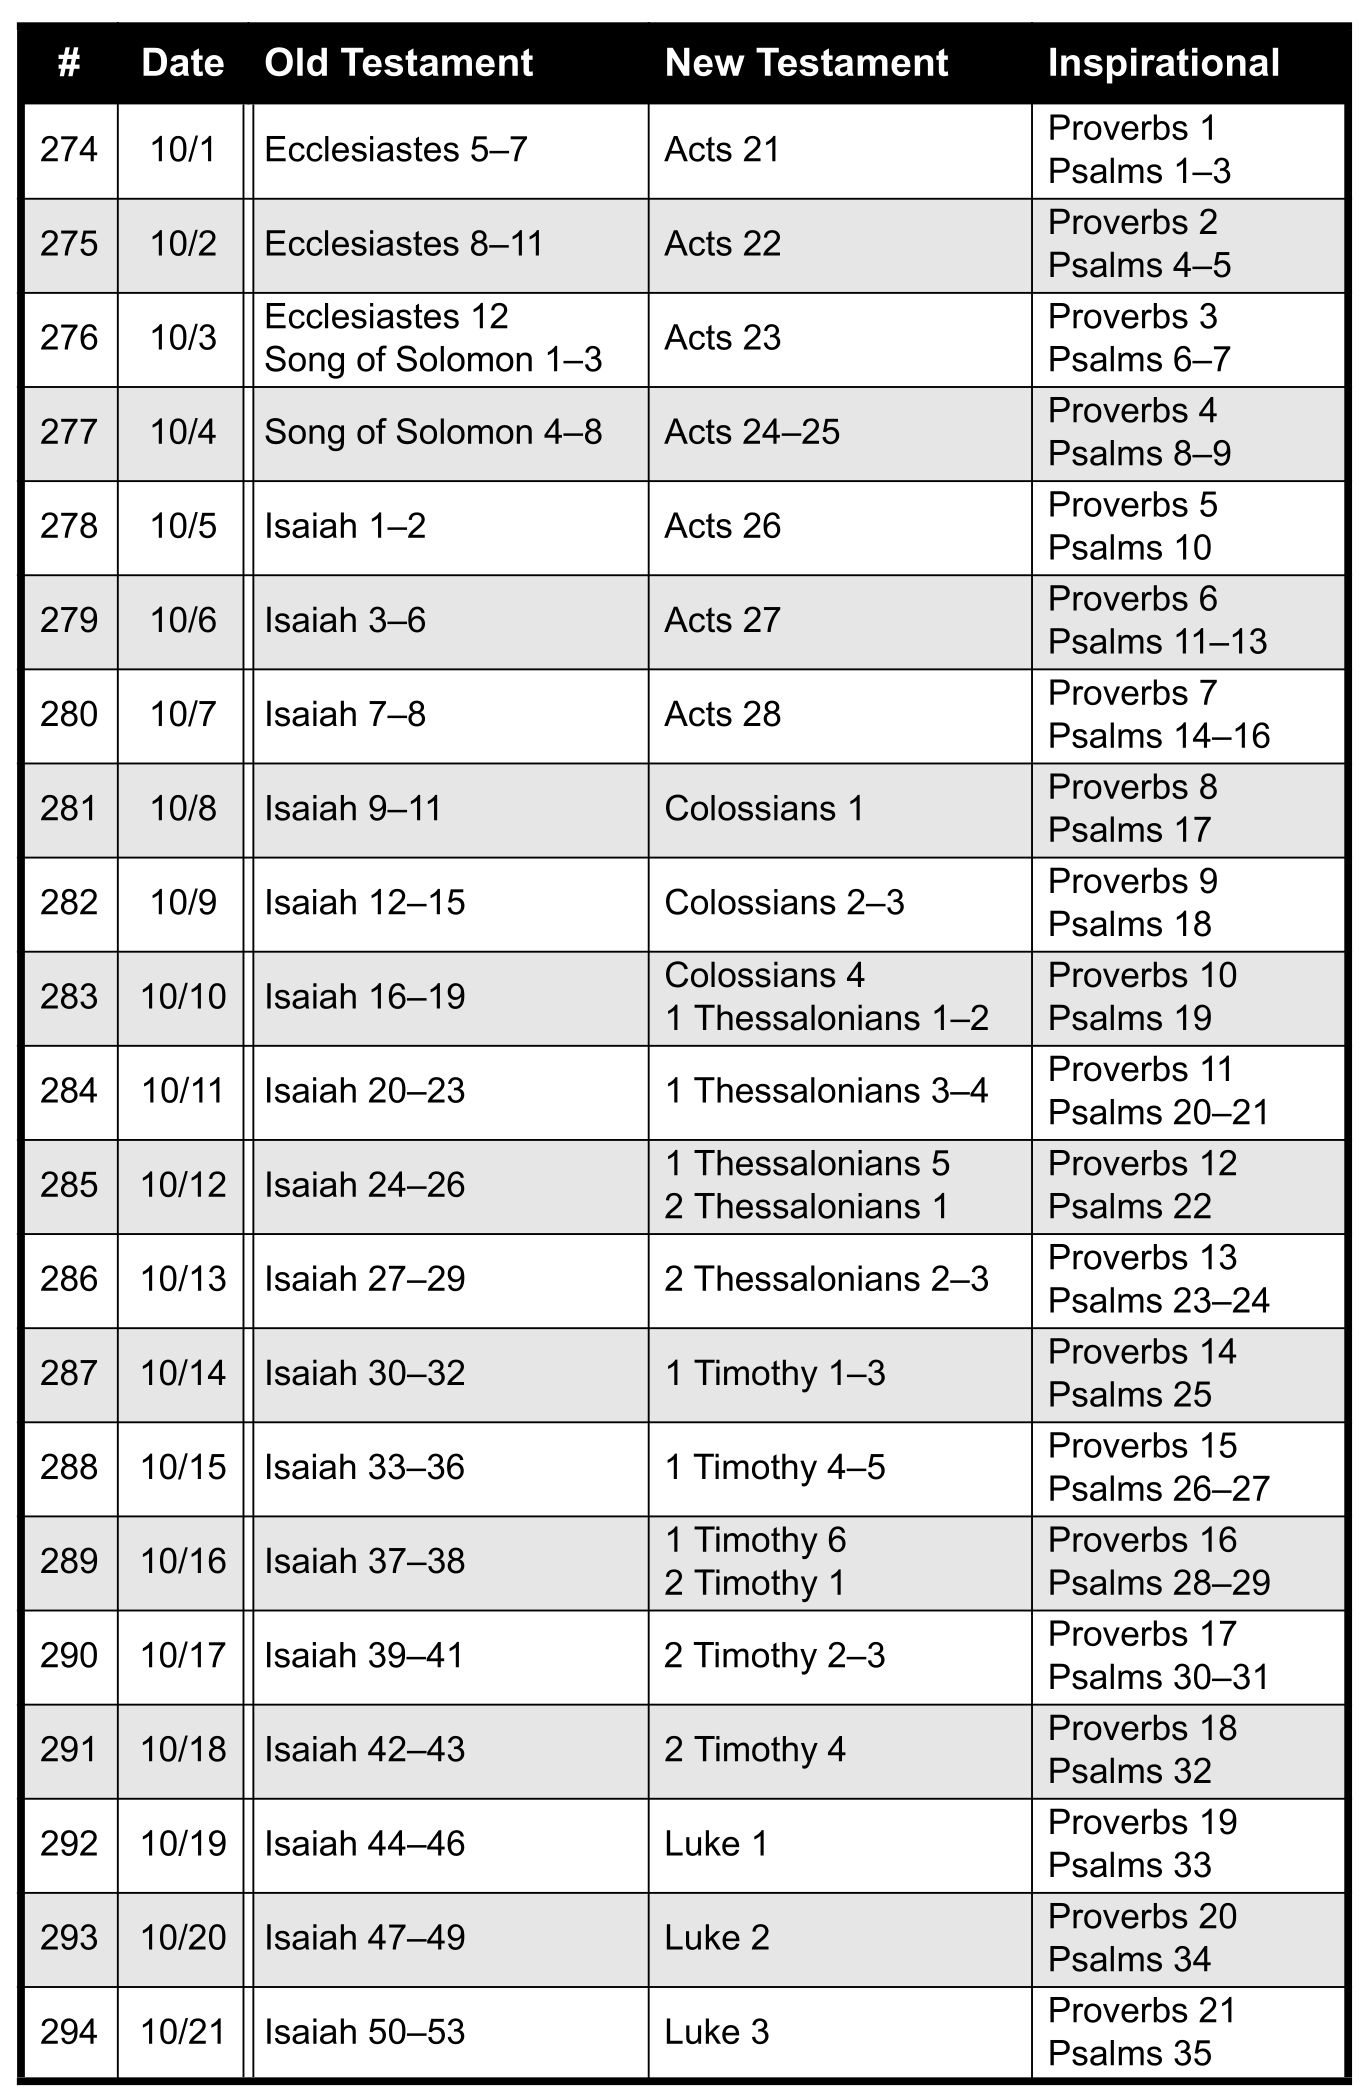 # Date Old Testament New Testament Inspirational
274 10/1 Ecclesiastes 5–7 Acts 21 Proverbs 1
Psalms 1–3
275 10/2 Ecclesiastes 8–11 Acts 22 Proverbs 2
Psalms 4–5
276 10/3 Ecclesiastes 12
Song of Solomon 1–3 Acts 23 Proverbs 3
Psalms 6–7
277 10/4 Song of Solomon 4–8 Acts 24–25 Proverbs 4
Psalms 8–9
278 10/5 Isaiah 1–2 Acts 26 Proverbs 5
Psalms 10
279 10/6 Isaiah 3–6 Acts 27 Proverbs 6
Psalms 11–13
280 10/7 Isaiah 7–8 Acts 28 Proverbs 7
Psalms 14–16
281 10/8 Isaiah 9–11 Colossians 1 Proverbs 8
Psalms 17
282 10/9 Isaiah 12–15 Colossians 2–3 Proverbs 9
Psalms 18
283 10/10 Isaiah 16–19 Colossians 4
1 Thessalonians 1–2 Proverbs 10
Psalms 19
284 10/11 Isaiah 20–23 1 Thessalonians 3–4 Proverbs 11
Psalms 20–21
285 10/12 Isaiah 24–26 1 Thessalonians 5
2 Thessalonians 1 Proverbs 12
Psalms 22
286 10/13 Isaiah 27–29 2 Thessalonians 2–3 Proverbs 13
Psalms 23–24
287 10/14 Isaiah 30–32 1 Timothy 1–3 Proverbs 14
Psalms 25
288 10/15 Isaiah 33–36 1 Timothy 4–5 Proverbs 15
Psalms 26–27
289 10/16 Isaiah 37–38 1 Timothy 6
2 Timothy 1 Proverbs 16
Psalms 28–29
290 10/17 Isaiah 39–41 2 Timothy 2–3 Proverbs 17
Psalms 30–31
291 10/18 Isaiah 42–43 2 Timothy 4 Proverbs 18
Psalms 32
292 10/19 Isaiah 44–46 Luke 1 Proverbs 19
Psalms 33
293 10/20 Isaiah 47–49 Luke 2 Proverbs 20
Psalms 34
294 10/21 Isaiah 50–53 Luke 3 Proverbs 21
Psalms 35